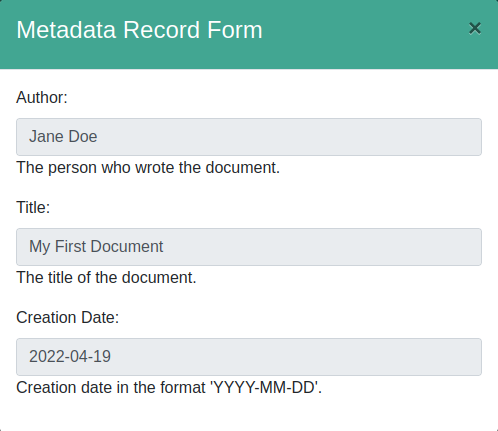 Metadata Record Form
×
Author:
Jane Doe
The person who wrote the document.
Title:
My First Document
The title of the document.
Creation Date:
2022-04-19
Creation date in the format 'YYYY-MM-DD'.